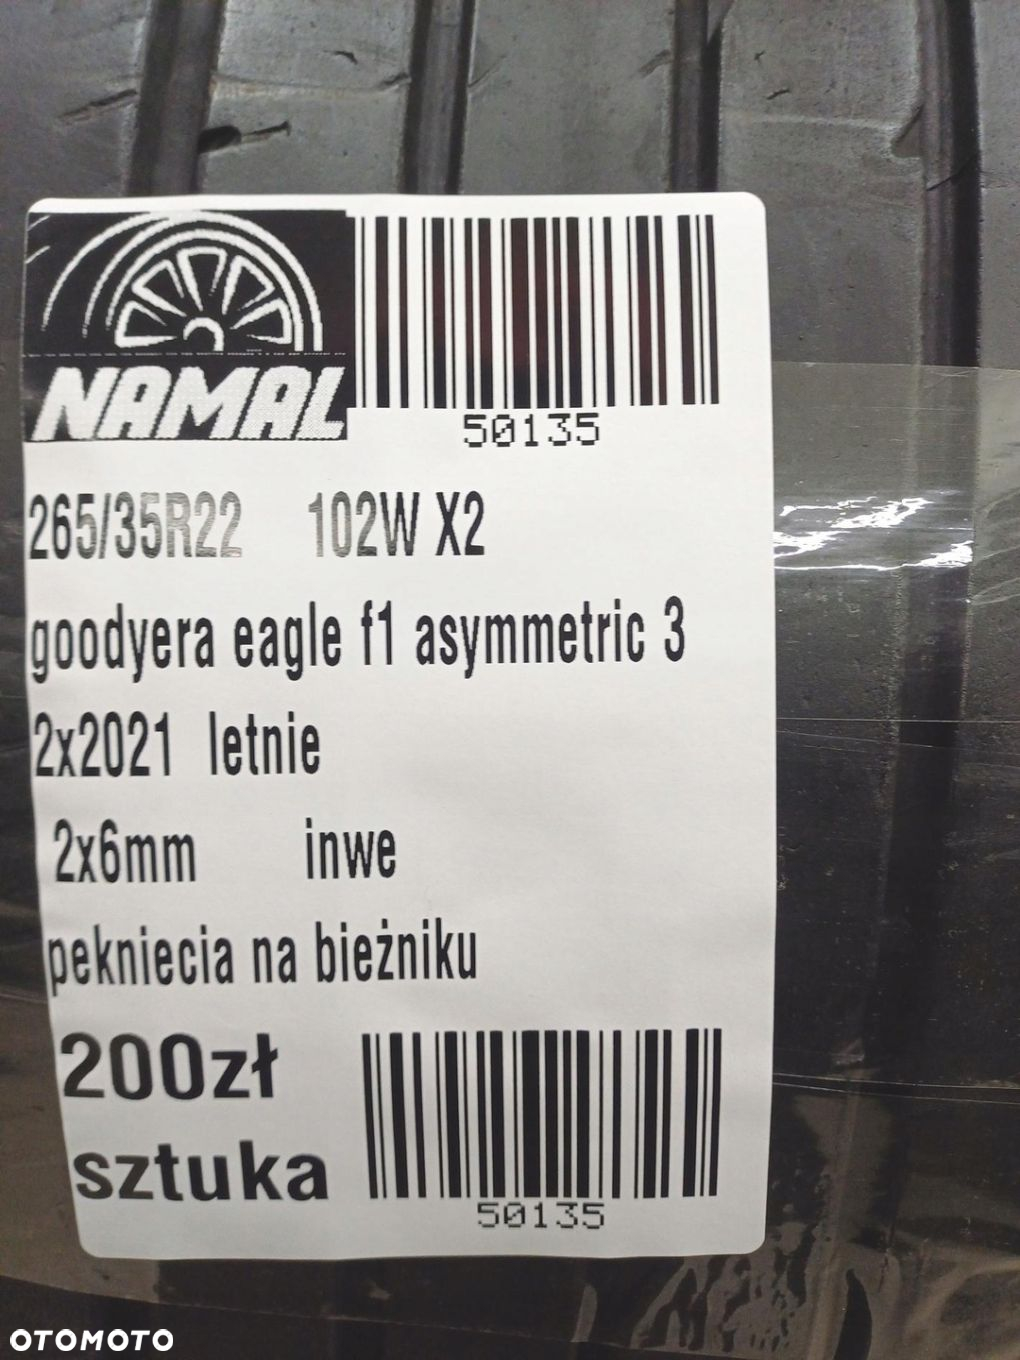 NAMAL
50135
265/35R22 102W X2
goodyera eagle f1 asymmetric 3
2x2021 letnie
2x6mm inwe
pekniecia na bieżniku
200zł
sztuka
50135
OTOMOTO